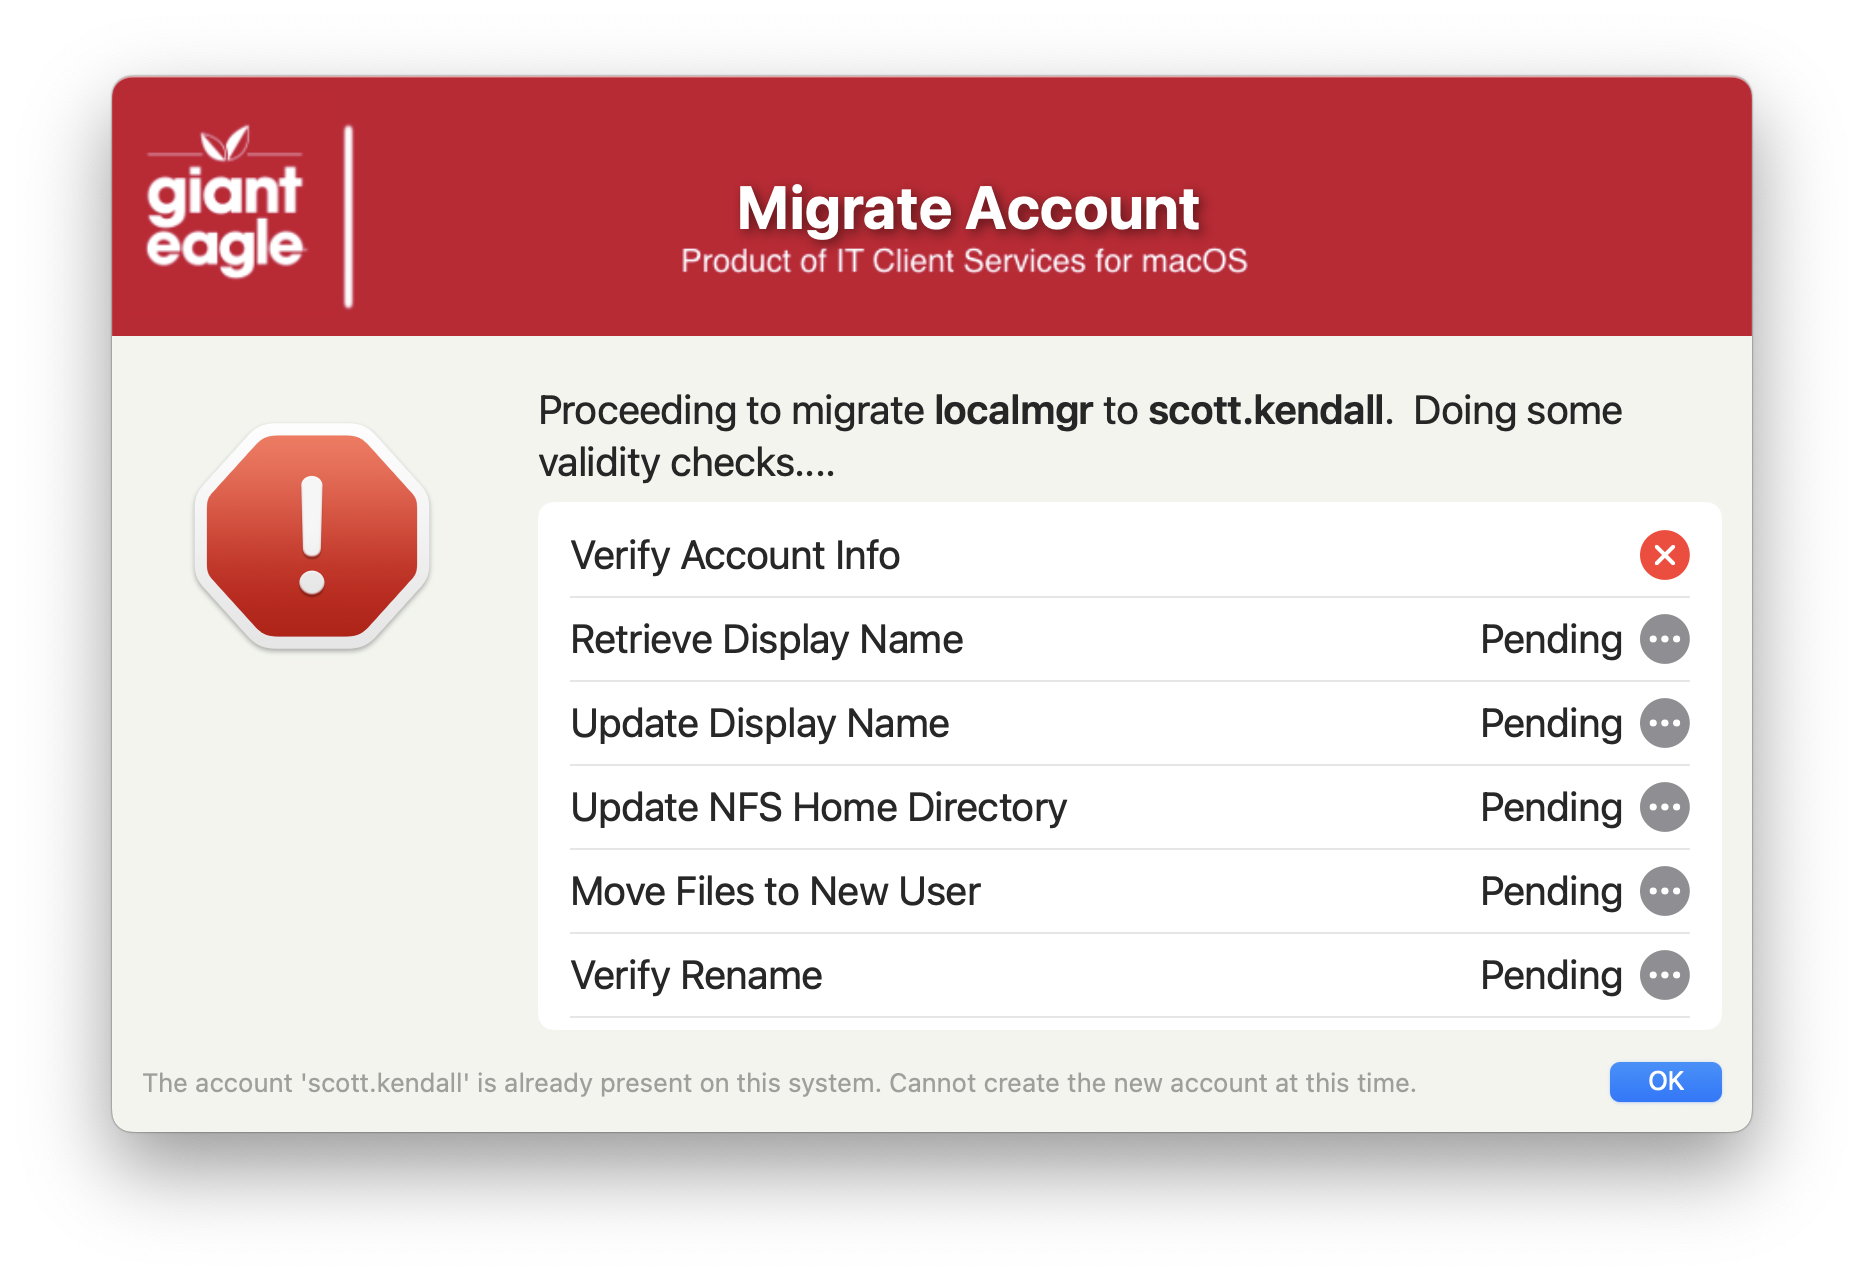 giant
eagle
Migrate Account
Product of IT Client Services for macOS
Proceeding to migrate localmgr to scott.kendall.  Doing some
validity checks....
Verify Account Info
Retrieve Display Name Pending
Update Display Name Pending
Update NFS Home Directory Pending
Move Files to New User Pending
Verify Rename Pending
The account 'scott.kendall' is already present on this system. Cannot create the new account at this time.
OK